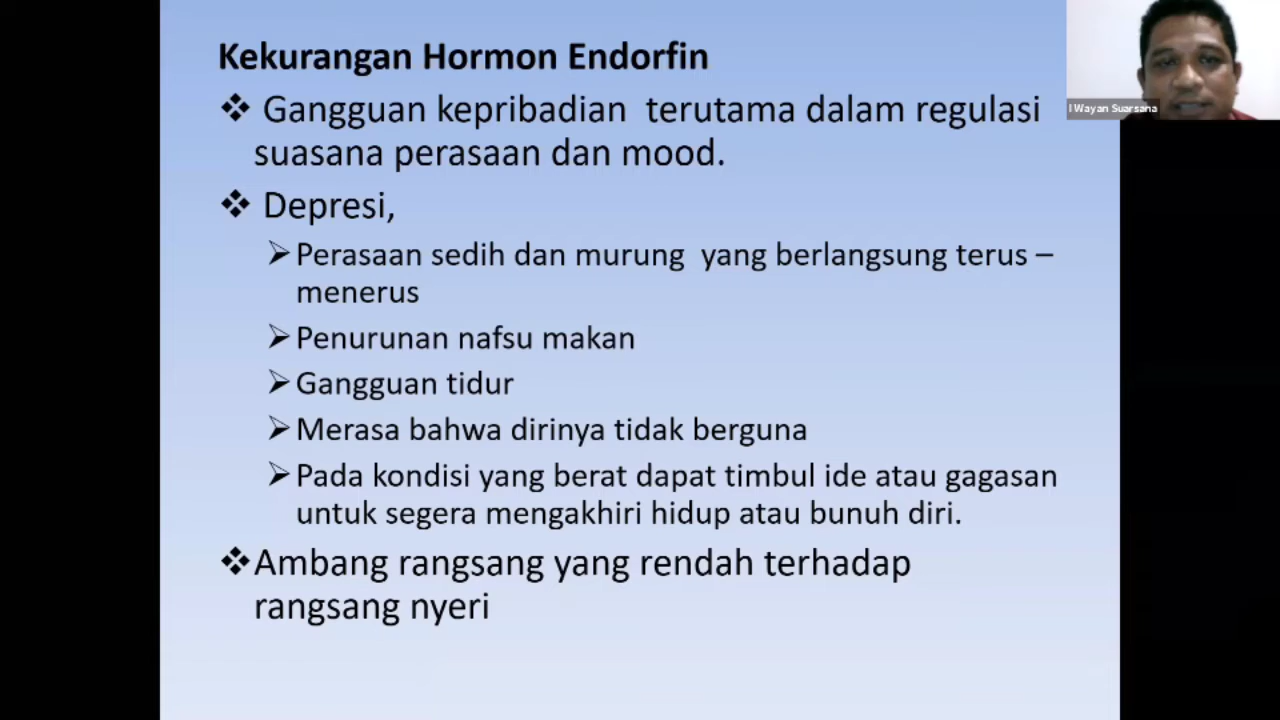 Kekurangan Hormon Endorfin
❖ Gangguan kepribadian terutama dalam regulasi
suasana perasaan dan mood.
❖ Depresi,
➢Perasaan sedih dan murung yang berlangsung terus –
menerus
➢Penurunan nafsu makan
➢Gangguan tidur
➢Merasa bahwa dirinya tidak berguna
➢Pada kondisi yang berat dapat timbul ide atau gagasan
untuk segera mengakhiri hidup atau bunuh diri.
❖Ambang rangsang yang rendah terhadap
rangsang nyeri
I Wayan Suarsana